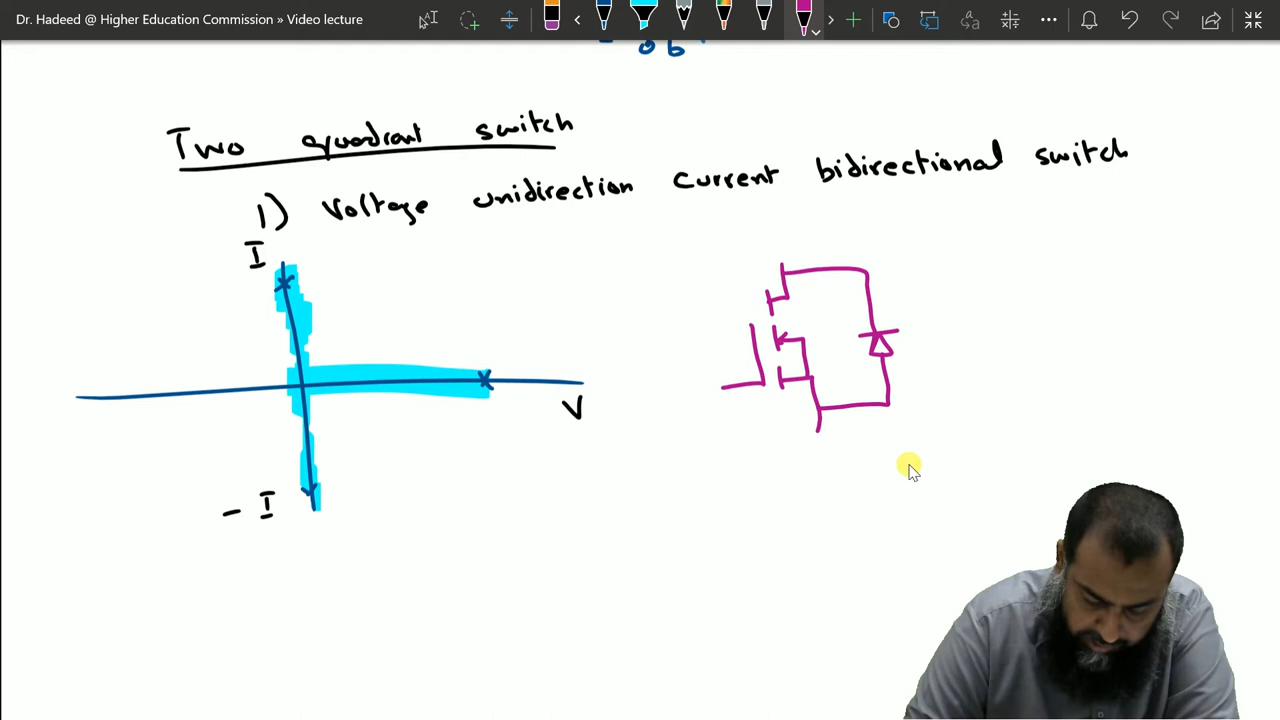 Dr. Hadeed @ Higher Education Commission » Video lecture
Two quadrant switch
1) Voltage unidirection current bidirectional switch
I
V
- I